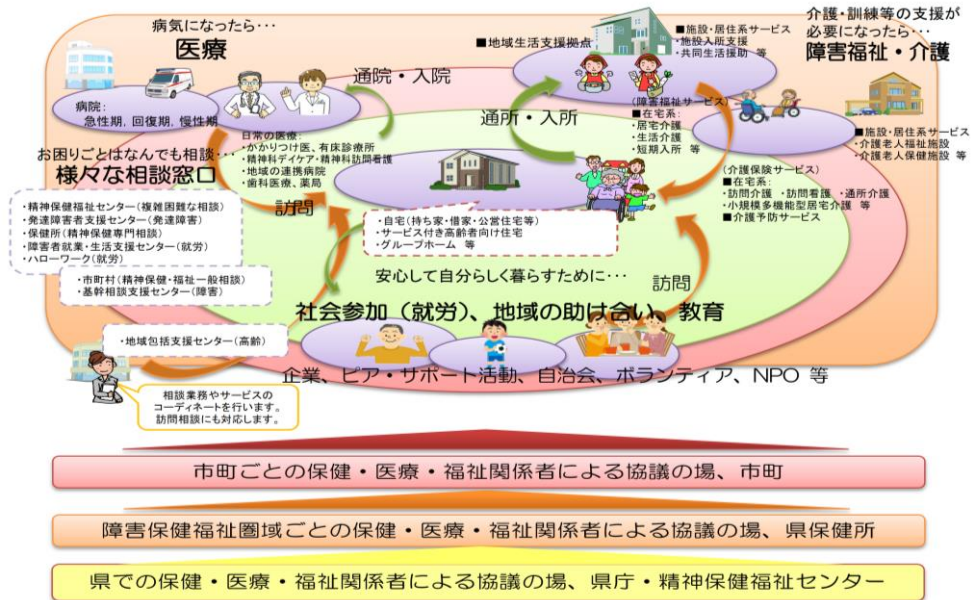 病気になったら･･･
医療
病院：
急性期，回復期，慢性期
日常の医療：
・かかりつけ医、有床診療所
・精神科デイケア・精神科訪問看護
・地域の連携病院
・歯科医療、薬局
通院・入院
■地域生活支援拠点
■施設・居住系サービス
・施設入所支援
・共同生活援助 等
介護・訓練等の支援が
必要になったら･･･
障害福祉・介護
通所・入所
(障害福祉サービス)
■在宅系：
・居宅介護
・生活介護
・短期入所 等
■施設・居住系サービス
・介護老人福祉施設
・介護老人保健施設 等
(介護保険サービス)
■在宅系：
・訪問介護 ・訪問看護 ・通所介護
・小規模多機能型居宅介護 等
■介護予防サービス
お困りごとはなんでも相談･･･
様々な相談窓口
・精神保健福祉センター(複雑困難な相談)
・発達障害者支援センター(発達障害)
・保健所(精神保健専門相談)
・障害者就業・生活支援センター(就労)
・ハローワーク(就労)
・市町村(精神保健・福祉一般相談)
・基幹相談支援センター(障害)
・地域包括支援センター(高齢)
訪問
・自宅(持ち家・借家・公営住宅等)
・サービス付き高齢者向け住宅
・グループホーム 等
安心して自分らしく暮らすために･･･
訪問
社会参加（就労）、地域の助け合い、教育
企業、ピア・サポート活動、自治会、ボランティア、NPO 等
相談業務やサービスの
コーディネートを行います。
訪問相談にも対応します。
市町ごとの保健・医療・福祉関係者による協議の場、市町
障害保健福祉圏域ごとの保健・医療・福祉関係者による協議の場、県保健所
県での保健・医療・福祉関係者による協議の場、県庁・精神保健福祉センター